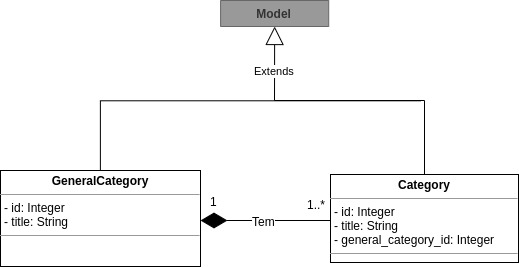 Model
Extends
GeneralCategory
- id: Integer
- title: String
1
Tem
1..*
Category
- id: Integer
- title: String
- general_category_id: Integer